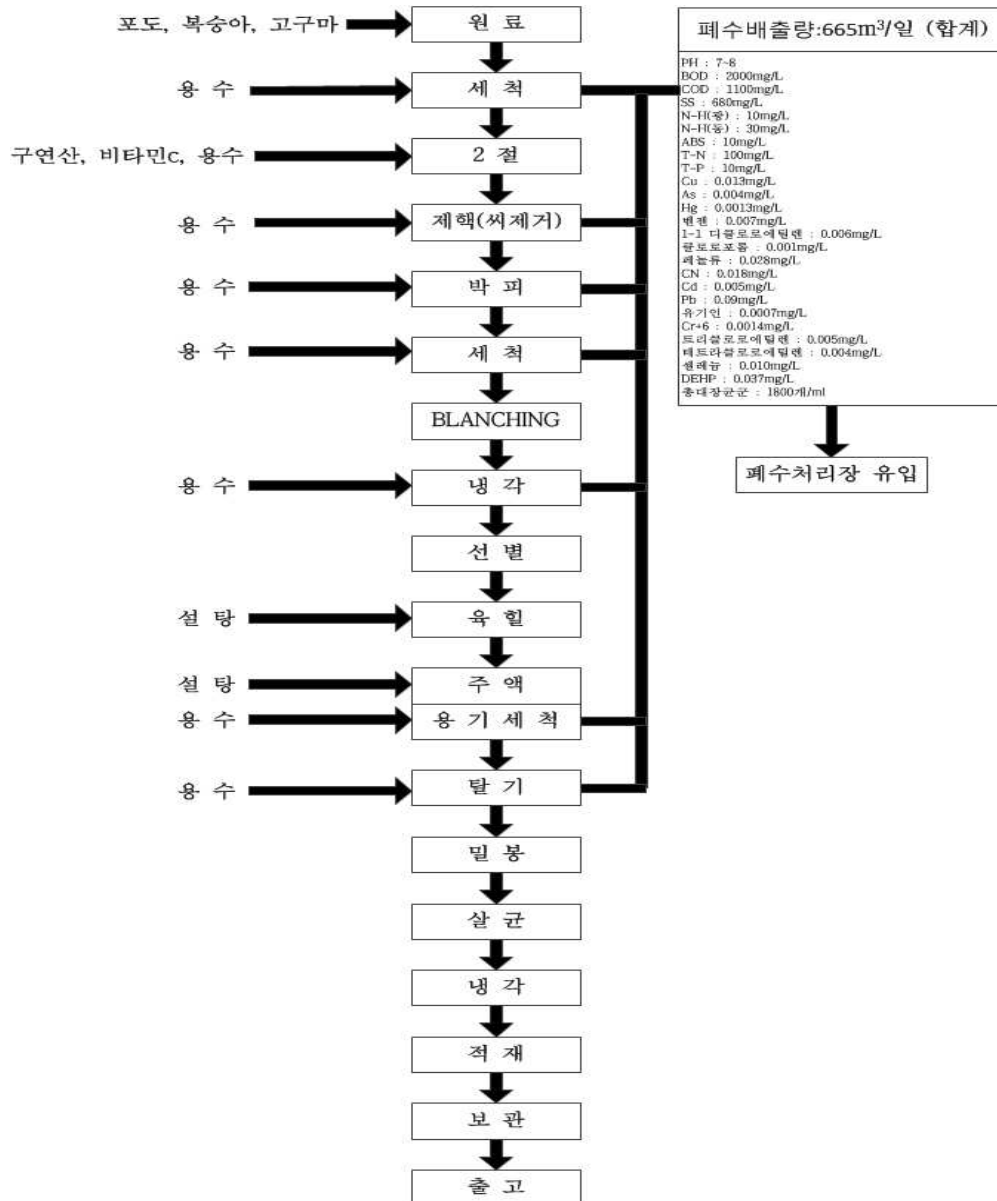 포도, 복숭아, 고구마
원 료
용 수
세 척
구연산, 비타민C, 용수
2 절
용 수
제핵(씨제거)
용 수
박 피
용 수
세 척
BLANCHING
용 수
냉 각
선 별
설 탕
육 힐
설 탕
주 액
용 수
용 기 세 척
용 수
탈 기
밀 봉
살 균
냉 각
적 재
보 관
출 고
폐수배출량:665m³/일 (합계)
PH : 7~8
BOD : 2000mg/L
COD : 1100mg/L
SS : 680mg/L
N-H(광) : 10mg/L
N-H(동) : 30mg/L
ABS : 10mg/L
T-N : 100mg/L
T-P : 10mg/L
Cu : 0.013mg/L
As : 0.004mg/L
Hg : 0.0013mg/L
벤젠 : 0.007mg/L
1-1 디클로로에틸렌 : 0.006mg/L
클로로포름 : 0.001mg/L
페놀류 : 0.028mg/L
CN : 0.018mg/L
Cd : 0.005mg/L
Pb : 0.09mg/L
유기인 : 0.0007mg/L
Cr+6 : 0.0014mg/L
트리클로로에틸렌 : 0.005mg/L
테트라클로로에틸렌 : 0.004mg/L
셀레늄 : 0.010mg/L
DEHP : 0.037mg/L
총대장균군 : 1800개/ml
폐수처리장 유입